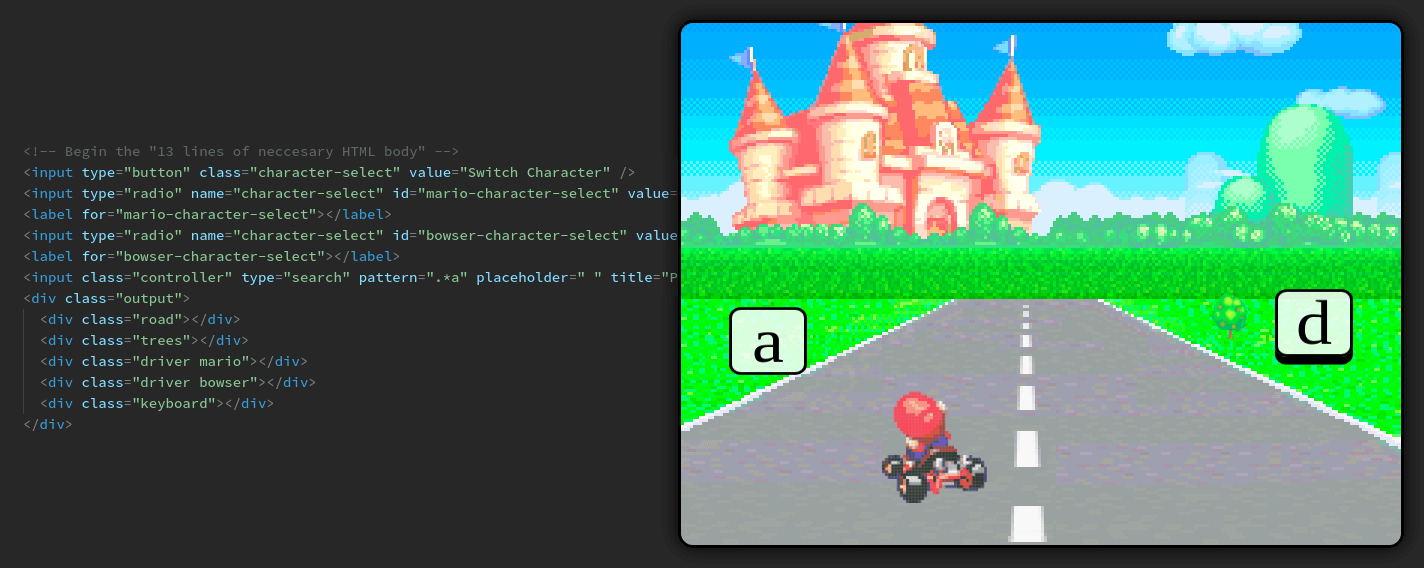 <!-- Begin the "13 lines of neccesary HTML body" -->
<input type="button" class="character-select" value="Switch Character" />
<input type="radio" name="character-select" id="mario-character-select" value=
<label for="mario-character-select"></label>
<input type="radio" name="character-select" id="bowser-character-select" value
<label for="bowser-character-select"></label>
<input class="controller" type="search" pattern=".*a" placeholder=" " title="P
<div class="output">
<div class="road"></div>
<div class="trees"></div>
<div class="driver mario"></div>
<div class="driver bowser"></div>
<div class="keyboard"></div>
</div>
a
d